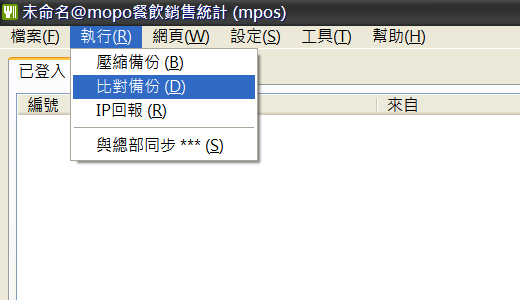 未命名@mopo餐飲銷售統計 (mpos)
檔案(F) 執行(R) 網頁(W) 設定(S) 工具(T) 幫助(H)
壓縮備份 (B)
已登入
比對備份 (D)
編號 IP回報 (R) 來自
與總部同步 *** (S)